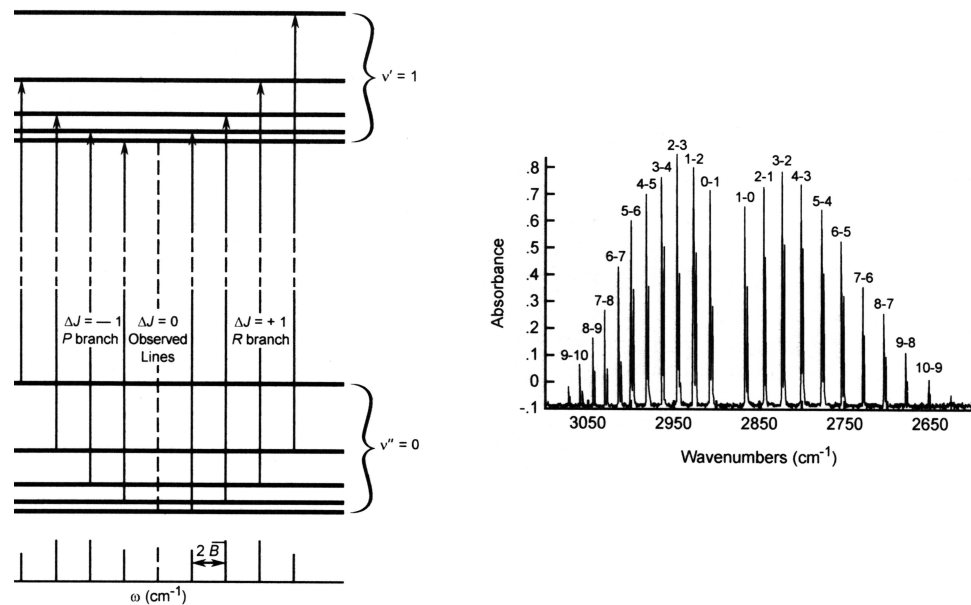 ν' = 1
ΔJ = — 1
P branch
ΔJ = 0
Observed
Lines
ΔJ = + 1
R branch
ν" = 0
2 B̅
ω (cm⁻¹)
Absorbance
.8
.7
.6
.5
.4
.3
.2
.1
0
-.1
9-10
8-9
7-8
6-7
5-6
4-5
3-4
2-3
1-2
0-1
1-0
2-1
3-2
4-3
5-4
6-5
7-6
8-7
9-8
10-9
3050 2950 2850 2750 2650
Wavenumbers (cm⁻¹)